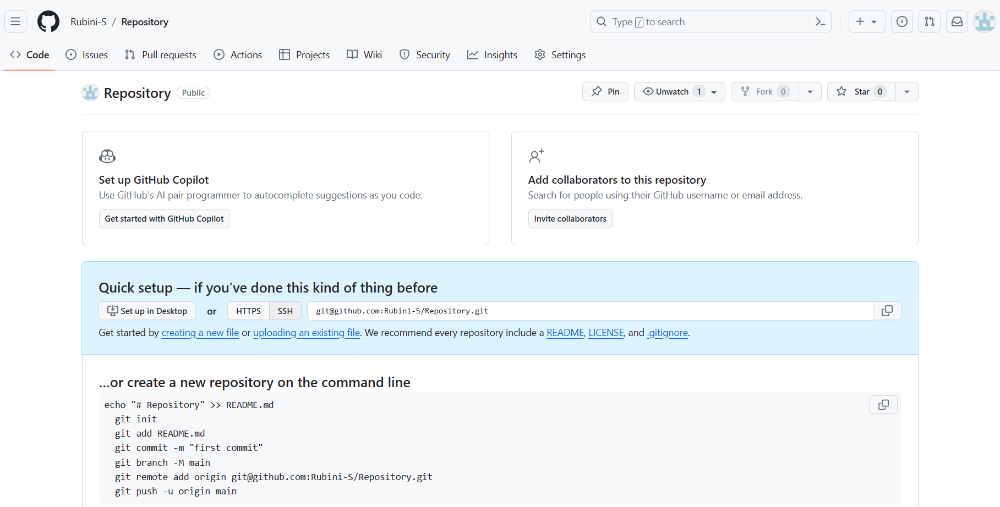 Rubini-S / Repository
Type / to search
Code Issues Pull requests Actions Projects Wiki Security Insights Settings
Repository Public
Pin Unwatch 1 Fork 0 Star 0
Set up GitHub Copilot
Use GitHub's AI pair programmer to autocomplete suggestions as you code.
Get started with GitHub Copilot
Add collaborators to this repository
Search for people using their GitHub username or email address.
Invite collaborators
Quick setup — if you’ve done this kind of thing before
Set up in Desktop or HTTPS SSH git@github.com:Rubini-S/Repository.git
Get started by creating a new file or uploading an existing file. We recommend every repository include a README, LICENSE, and .gitignore.
…or create a new repository on the command line
echo "# Repository" >> README.md
git init
git add README.md
git commit -m "first commit"
git branch -M main
git remote add origin git@github.com:Rubini-S/Repository.git
git push -u origin main